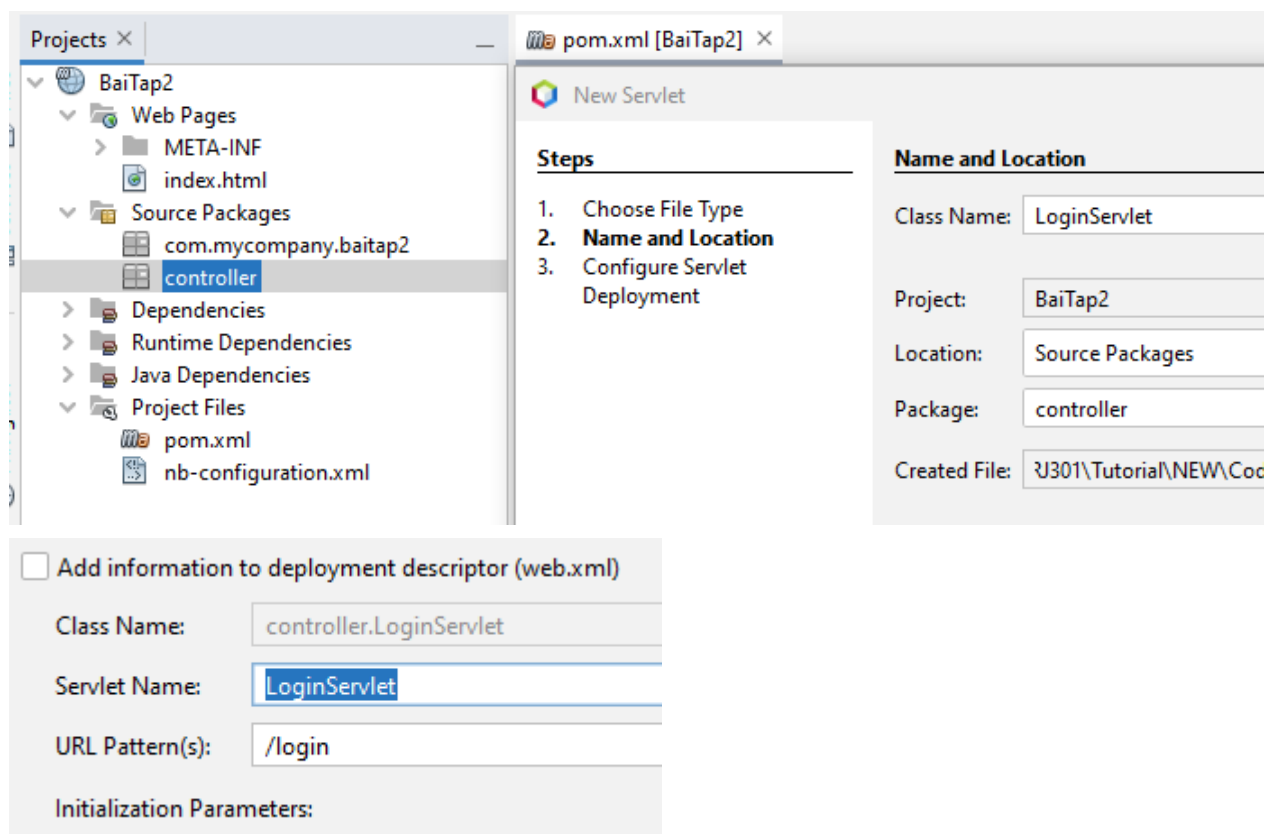 Projects
BaiTap2
Web Pages
META-INF
index.html
Source Packages
com.mycompany.baitap2
controller
Dependencies
Runtime Dependencies
Java Dependencies
Project Files
pom.xml
nb-configuration.xml
pom.xml [BaiTap2]
New Servlet
Steps
1. Choose File Type
2. Name and Location
3. Configure Servlet
Deployment
Name and Location
Class Name: LoginServlet
Project: BaiTap2
Location: Source Packages
Package: controller
Created File: RJ301\Tutorial\NEW\Cod
Add information to deployment descriptor (web.xml)
Class Name: controller.LoginServlet
Servlet Name: LoginServlet
URL Pattern(s): /login
Initialization Parameters: